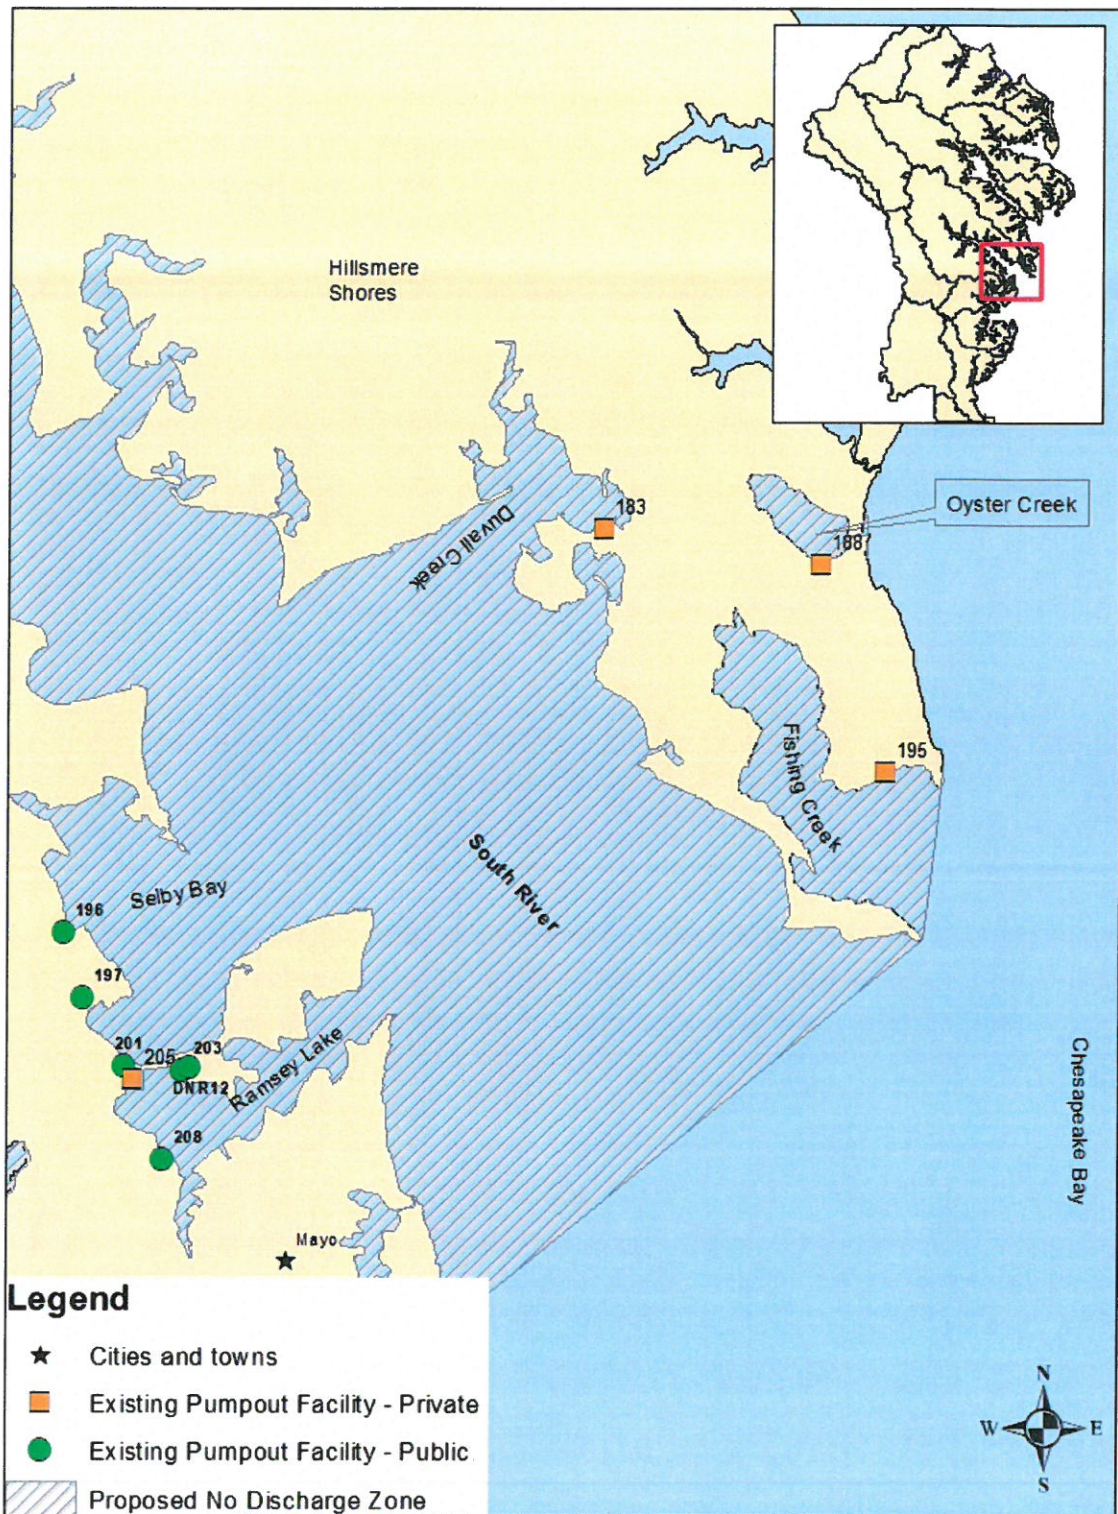 Hillsmere
Shores
183
Oyster Creek
188
Duvall Creek
Fishing Creek
195
South River
Selby Bay
196
197
201
205
203
DNR12
Ramsey Lake
208
Chesapeake Bay
Mayo
Legend
Cities and towns
Existing Pumpout Facility - Private
Existing Pumpout Facility - Public
Proposed No Discharge Zone
N
W
E
S